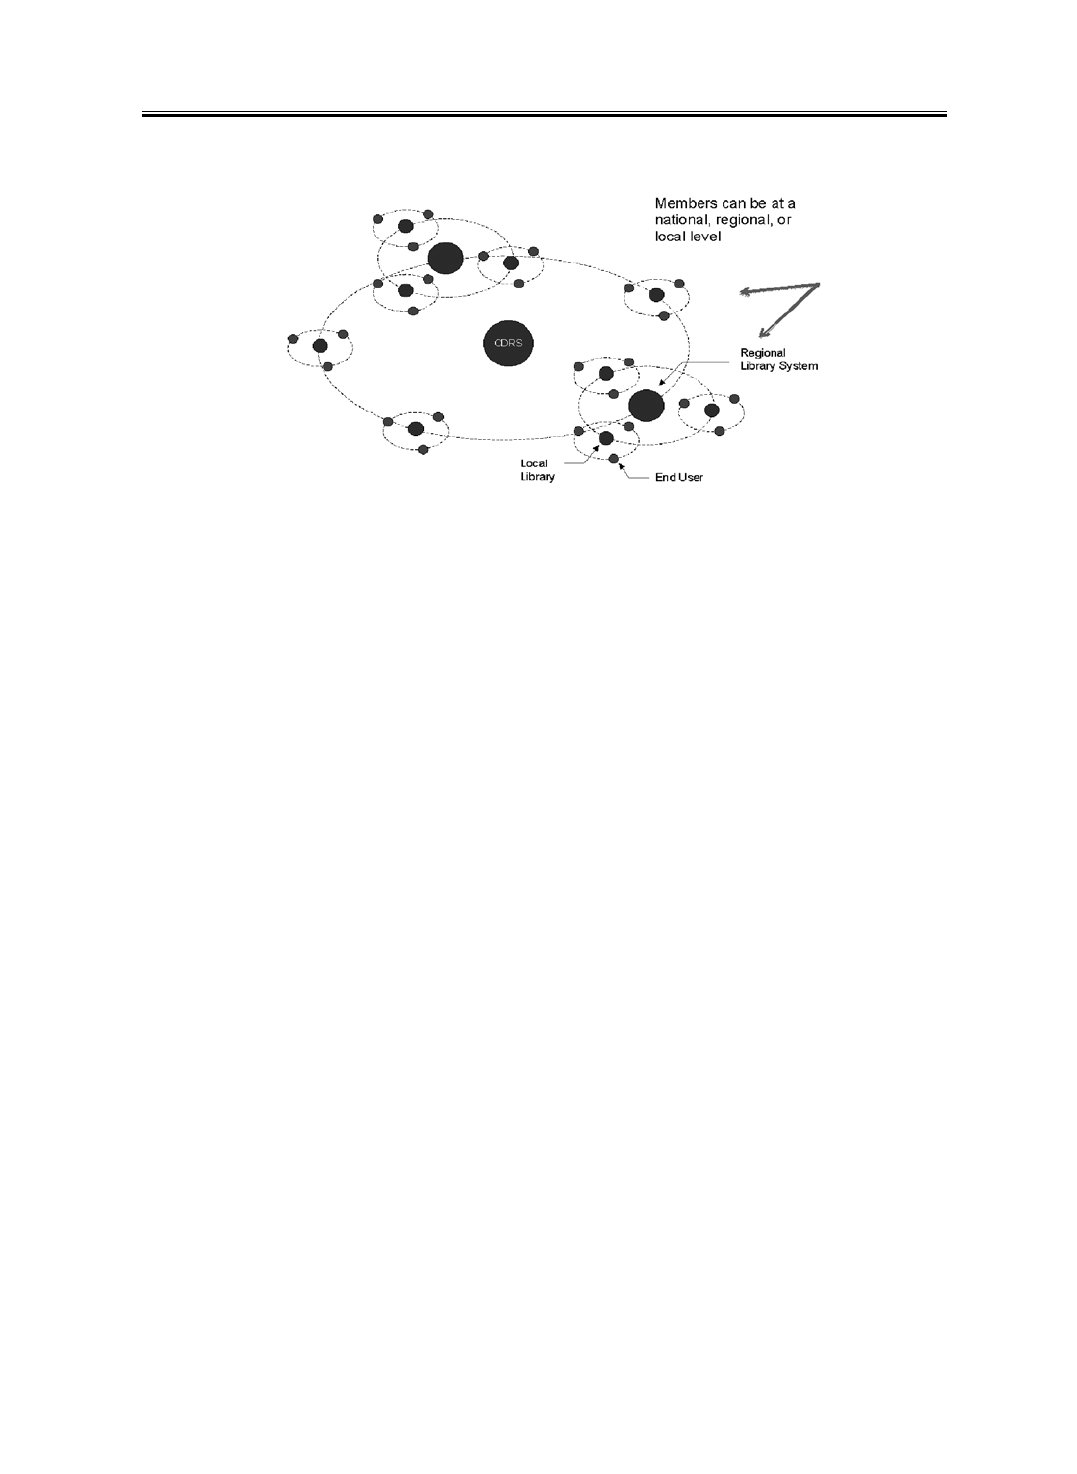 Members can be at a
national, regional, or
local level
CDRS
Regional
Library System
Local
Library
End User